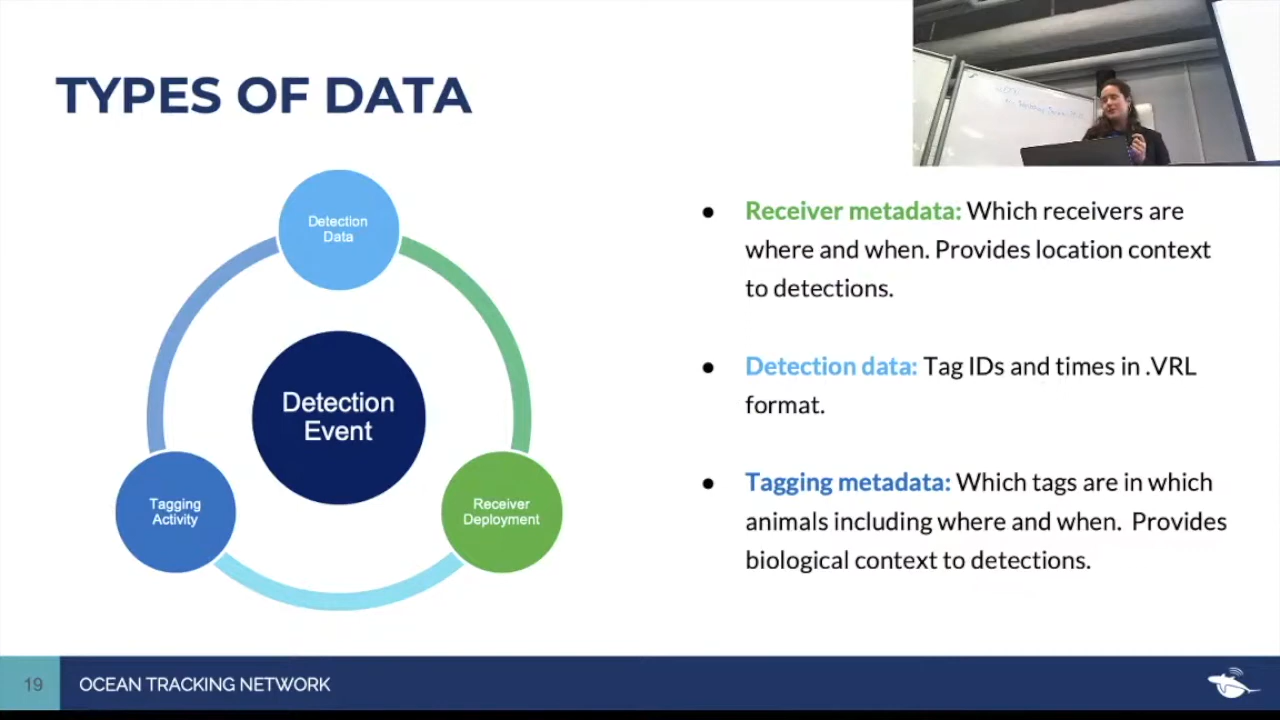 TYPES OF DATA
Detection
Data
Detection
Event
Tagging
Activity
Receiver
Deployment
● Receiver metadata: Which receivers are
where and when. Provides location context
to detections.
● Detection data: Tag IDs and times in .VRL
format.
● Tagging metadata: Which tags are in which
animals including where and when. Provides
biological context to detections.
19 OCEAN TRACKING NETWORK